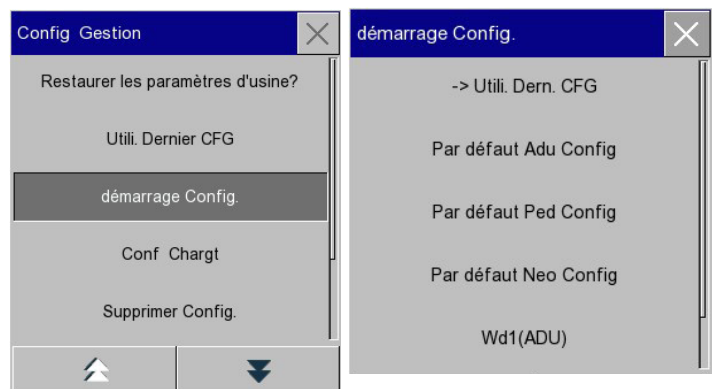 Config Gestion
Restaurer les paramètres d'usine?
Utili. Dernier CFG
démarrage Config.
Conf Chargt
Supprimer Config.
démarrage Config.
-> Utili. Dern. CFG
Par défaut Adu Config
Par défaut Ped Config
Par défaut Neo Config
Wd1(ADU)